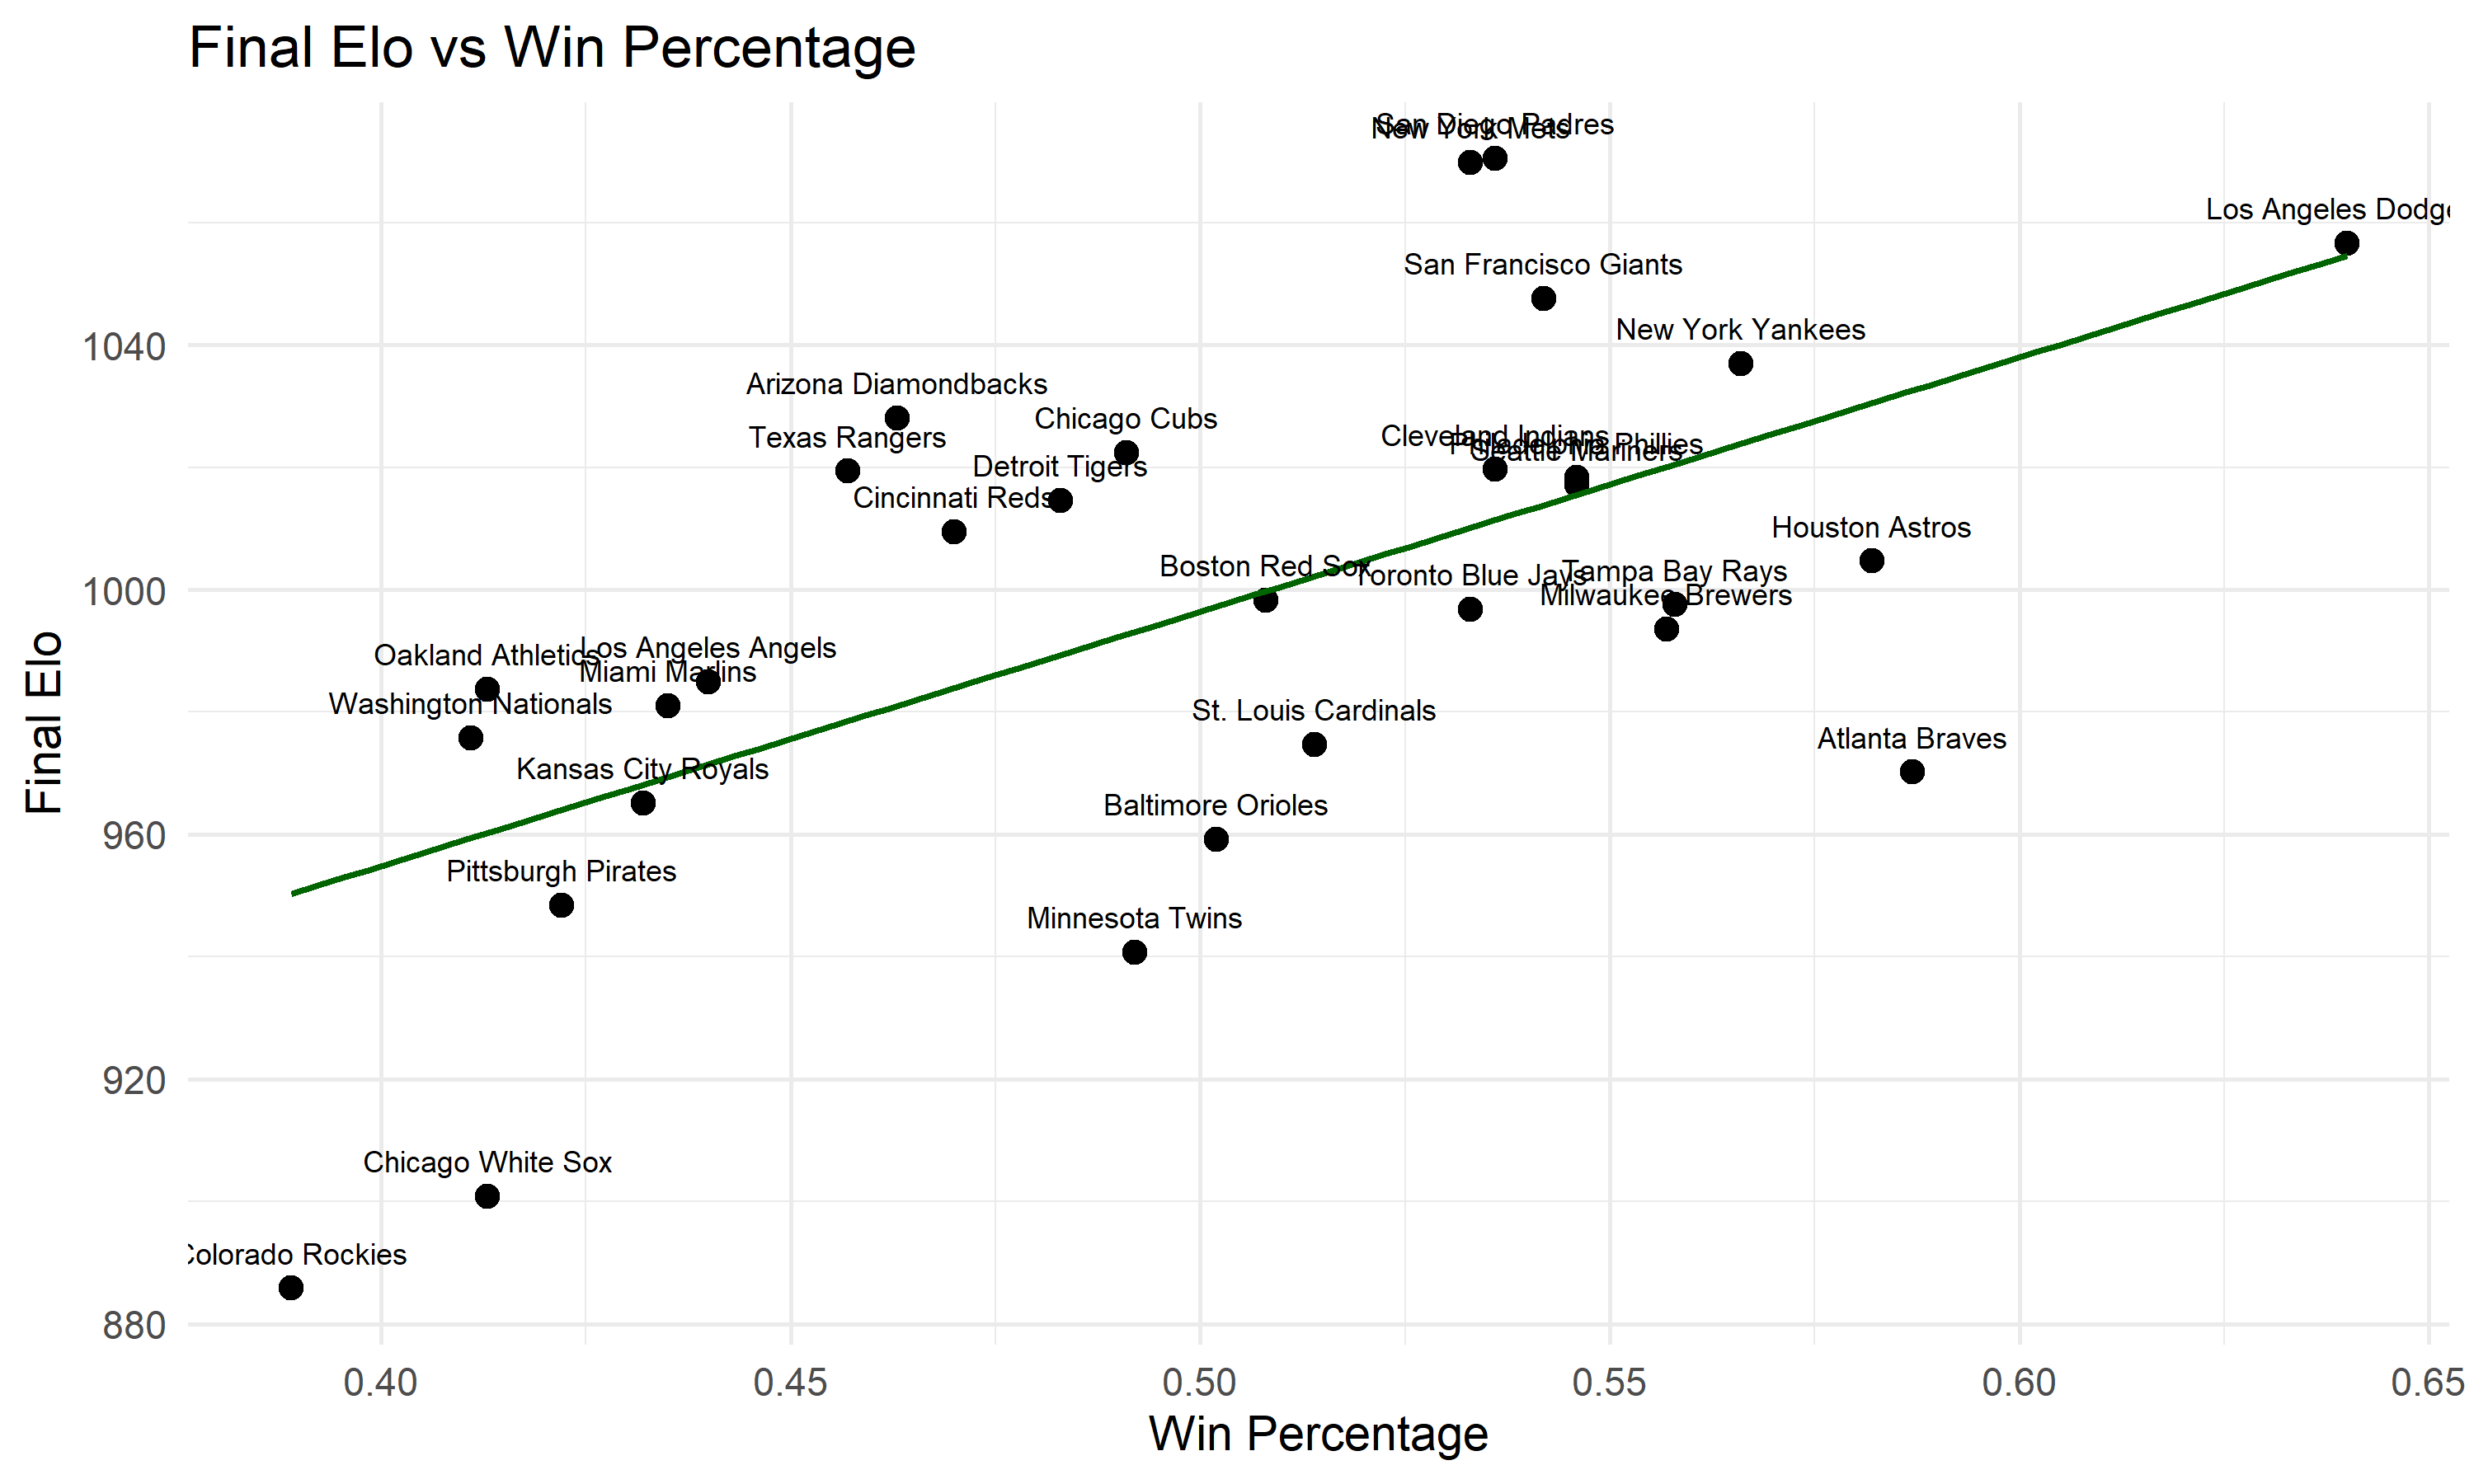 Final Elo vs Win Percentage
San Diego Padres
New York Mets
Los Angeles Dodge
San Francisco Giants
New York Yankees
1040
Arizona Diamondbacks
Chicago Cubs
Texas Rangers
Cleveland Indians
Philadelphia Phillies
Seattle Mariners
Detroit Tigers
Cincinnati Reds
Houston Astros
1000
Boston Red Sox
Toronto Blue Jays
Tampa Bay Rays
Milwaukee Brewers
Oakland Athletics
Los Angeles Angels
Miami Marlins
Washington Nationals
St. Louis Cardinals
Atlanta Braves
Kansas City Royals
Baltimore Orioles
960
Pittsburgh Pirates
Minnesota Twins
920
Chicago White Sox
Colorado Rockies
880
0.40
0.45
0.50
0.55
0.60
0.65
Win Percentage
Final Elo